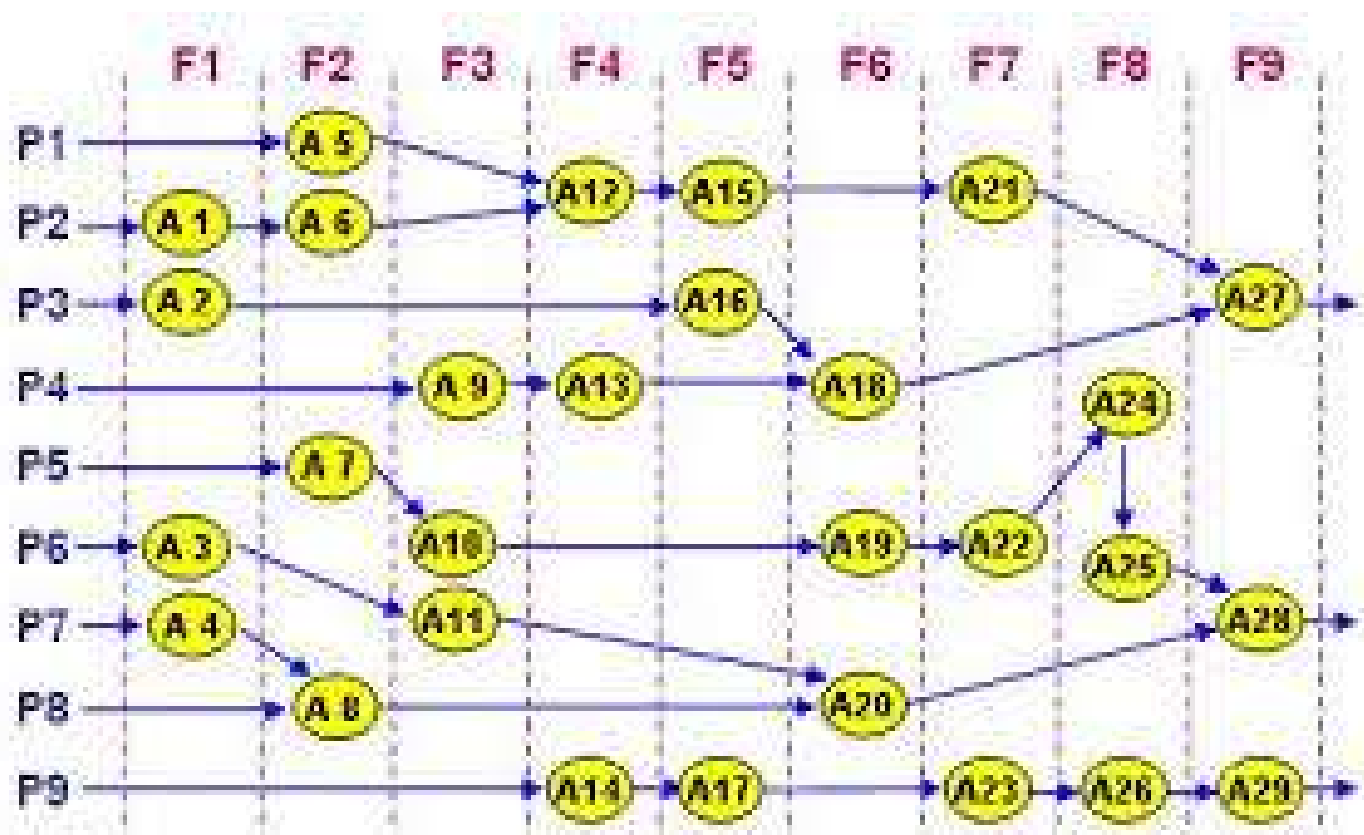 F1 F2 F3 F4 F5 F6 F7 F8 F9
P1 A 5
A12 A15 A21
P2 A 1 A 6
P3 A 2 A16 A27
P4 A 9 A13 A18
A24
P5 A 7
P6 A 3 A10 A19 A22
A25
P7 A 4 A11 A28
P8 A 8 A20
P9 A14 A17 A23 A26 A29